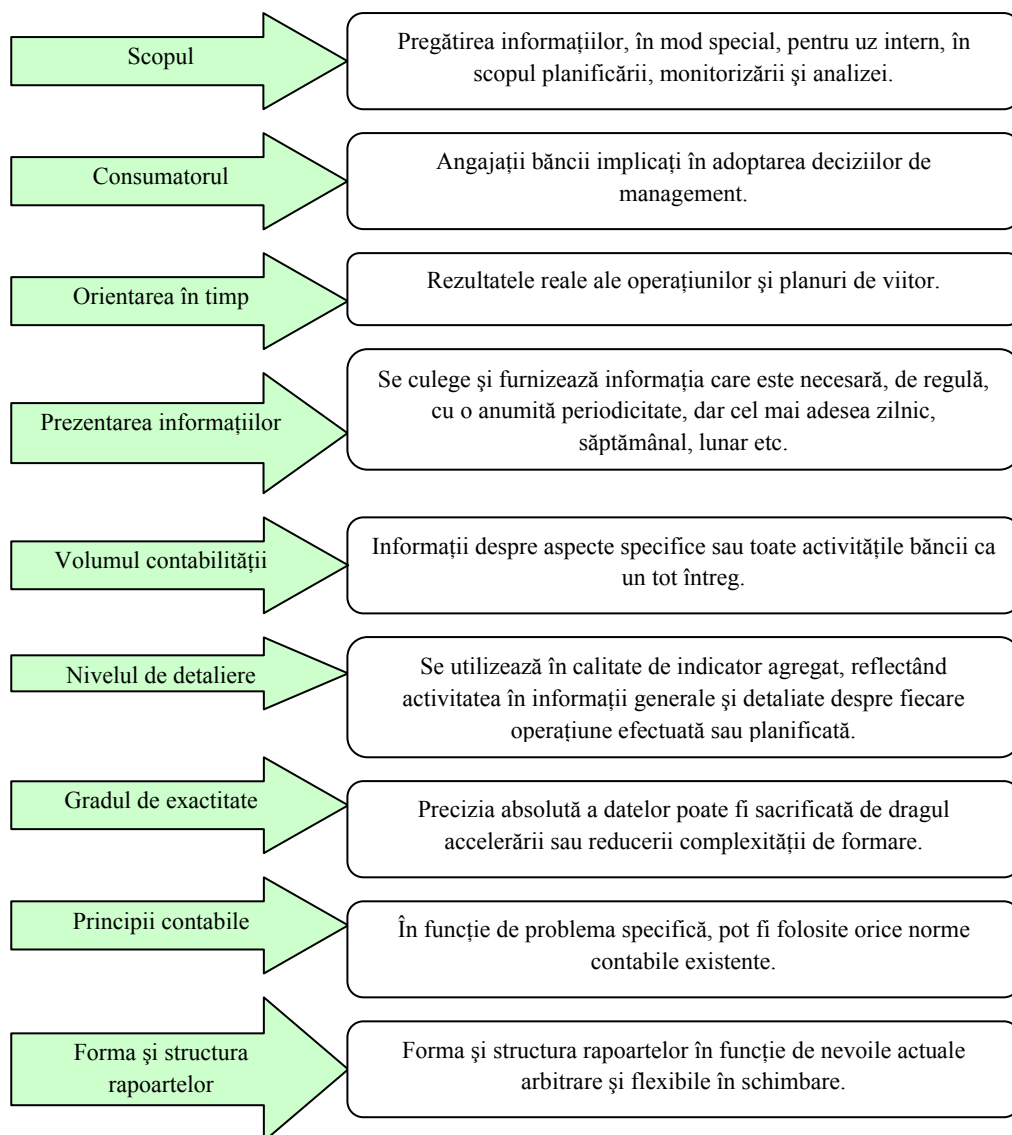 Scopul
Pregătirea informațiilor, în mod special, pentru uz intern, în
scopul planificării, monitorizării şi analizei.
Consumatorul
Angajații băncii implicați în adoptarea deciziilor de
management.
Orientarea în timp
Rezultatele reale ale operațiunilor şi planuri de viitor.
Prezentarea informațiilor
Se culege şi furnizează informația care este necesară, de regulă,
cu o anumită periodicitate, dar cel mai adesea zilnic,
săptămânal, lunar etc.
Volumul contabilității
Informații despre aspecte specifice sau toate activitățile băncii ca
un tot întreg.
Nivelul de detaliere
Se utilizează în calitate de indicator agregat, reflectând
activitatea în informații generale şi detaliate despre fiecare
operațiune efectuată sau planificată.
Gradul de exactitate
Precizia absolută a datelor poate fi sacrificată de dragul
accelerării sau reducerii complexității de formare.
Principii contabile
În funcție de problema specifică, pot fi folosite orice norme
contabile existente.
Forma şi structura
rapoartelor
Forma şi structura rapoartelor în funcție de nevoile actuale
arbitrare şi flexibile în schimbare.